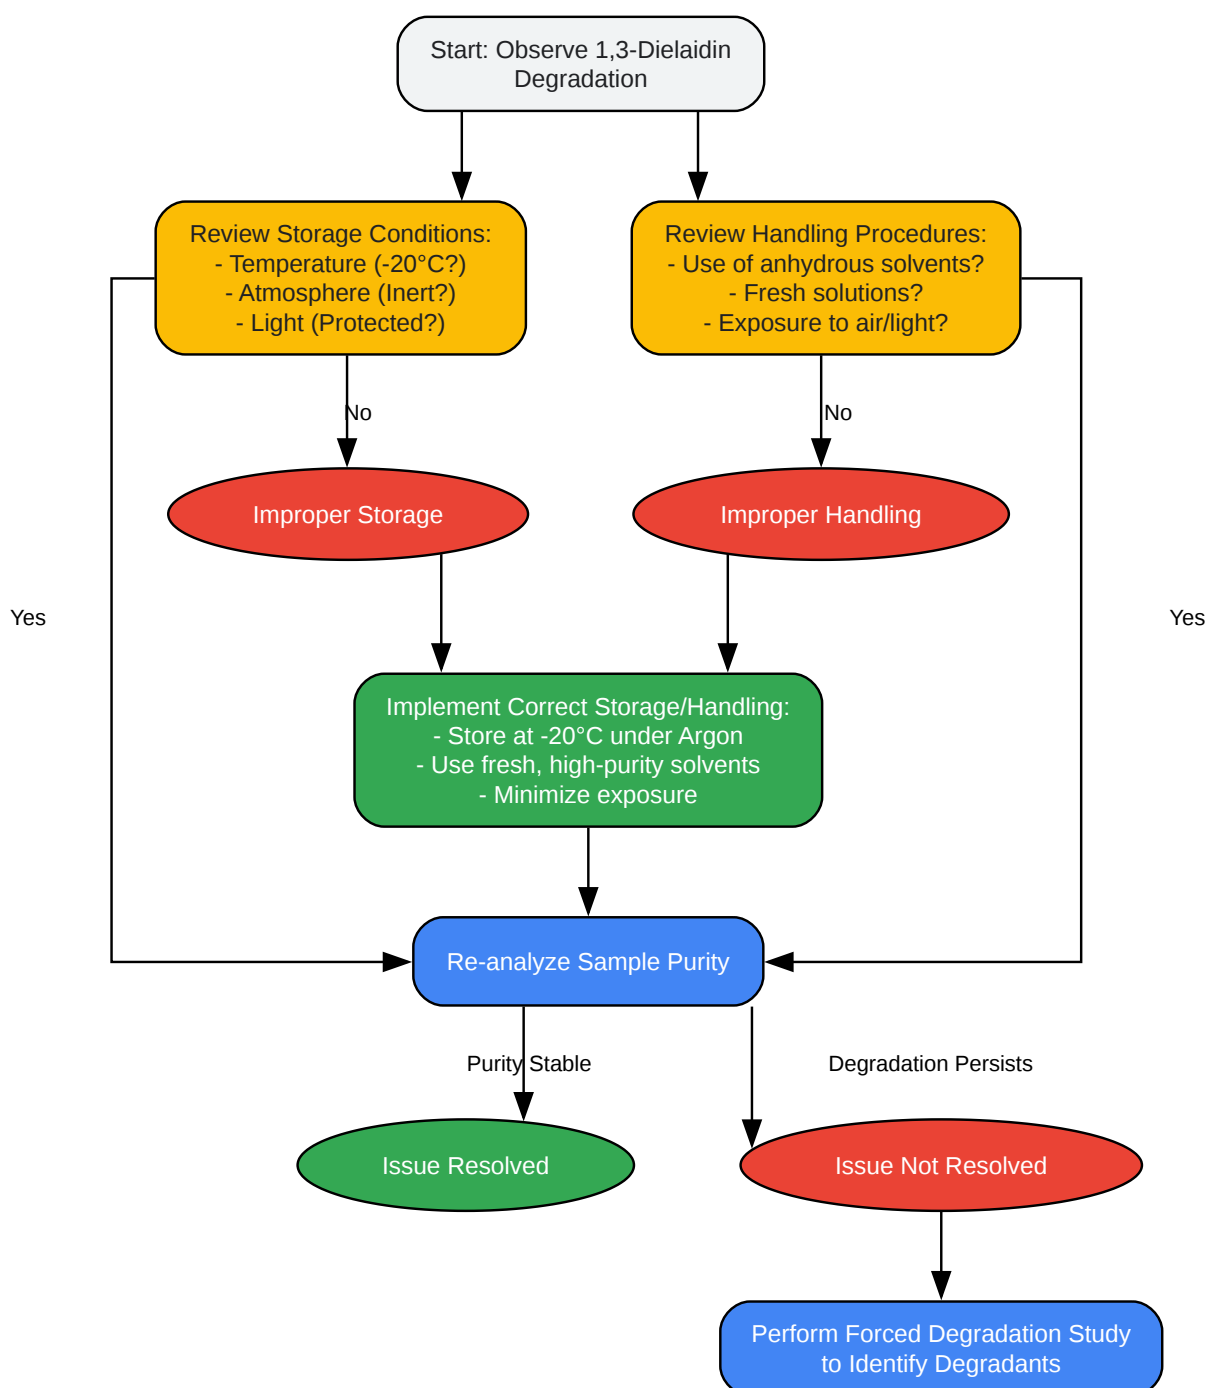 Start: Observe 1,3-Dielaidin
Degradation
Review Storage Conditions:
- Temperature (-20°C?)
- Atmosphere (Inert?)
- Light (Protected?)
Review Handling Procedures:
- Use of anhydrous solvents?
- Fresh solutions?
- Exposure to air/light?
No
No
Improper Storage
Improper Handling
Yes
Yes
Implement Correct Storage/Handling:
- Store at -20°C under Argon
- Use fresh, high-purity solvents
- Minimize exposure
Re-analyze Sample Purity
Purity Stable
Degradation Persists
Issue Resolved
Issue Not Resolved
Perform Forced Degradation Study
to Identify Degradants